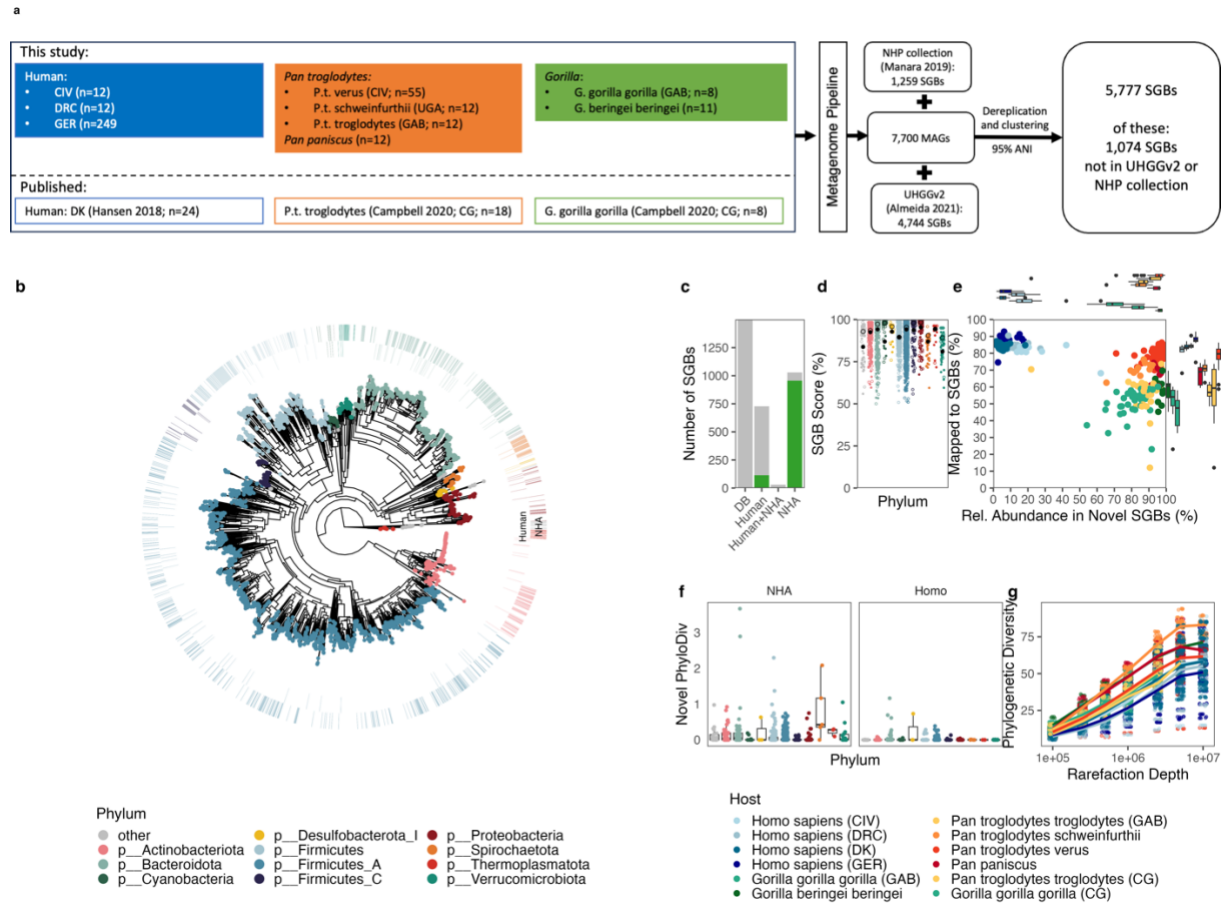 a
This study:
Human:
• CIV (n=12)
• DRC (n=12)
• GER (n=249
Pan troglodytes:
• P.t. verus (CIV; n=55)
• P.t. schweinfurthii (UGA; n=12)
• P.t. troglodytes (GAB; n=12)
Pan paniscus (n=12)
Gorilla:
• G. gorilla gorilla (GAB; n=8)
• G. beringei beringei (n=11)
Published:
Human: DK (Hansen 2018; n=24)
P.t. troglodytes (Campbell 2020; CG; n=18)
G. gorilla gorilla (Campbell 2020; CG; n=8)
Metagenome Pipeline
NHP collection
(Manara 2019):
1,259 SGBs
7,700 MAGs
UHGGv2
(Almeida 2021):
4,744 SGBs
Dereplication
and clustering
95% ANI
5,777 SGBs
of these:
1,074 SGBs
not in UHGGv2 or
NHP collection
b
Human
NHA
c
Number of SGBs
1250
1000
750
500
250
0
DB
Human
Human+NHA
NHA
d
SGB Score (%)
100
75
50
25
0
Phylum
e
Mapped to SGBs (%)
100
90
80
70
60
50
40
30
20
10
0
0 10 20 30 40 50 60 70 80 90 100
Rel. Abundance in Novel SGBs (%)
f
NHA
Homo
Novel PhyloDiv
3
2
1
0
Phylum
g
Phylogenetic Diversity
75
50
25
1e+05
1e+06
1e+07
Rarefaction Depth
Phylum
other
p__Actinobacteriota
p__Bacteroidota
p__Cyanobacteria
p__Desulfobacterota_I
p__Firmicutes
p__Firmicutes_A
p__Firmicutes_C
p__Proteobacteria
p__Spirochaetota
p__Thermoplasmatota
p__Verrucomicrobiota
Host
Homo sapiens (CIV)
Homo sapiens (DRC)
Homo sapiens (DK)
Homo sapiens (GER)
Gorilla gorilla gorilla (GAB)
Gorilla beringei beringei
Pan troglodytes troglodytes (GAB)
Pan troglodytes schweinfurthii
Pan troglodytes verus
Pan paniscus
Pan troglodytes troglodytes (CG)
Gorilla gorilla gorilla (CG)